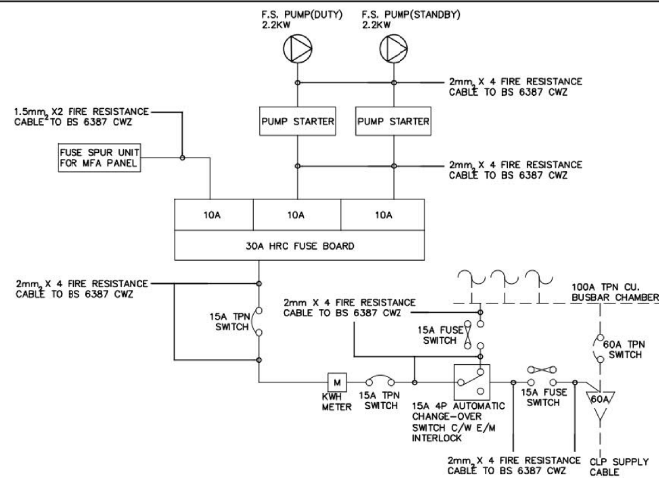 F.S. PUMP(DUTY)
2.2KW
F.S. PUMP(STANDBY)
2.2KW
2mm2 X 4 FIRE RESISTANCE
CABLE TO BS 6387 CWZ
1.5mm2 X2 FIRE RESISTANCE
CABLE TO BS 6387 CWZ
PUMP STARTER
PUMP STARTER
FUSE SPUR UNIT
FOR MFA PANEL
2mm2 X 4 FIRE RESISTANCE
CABLE TO BS 6387 CWZ
10A
10A
10A
30A HRC FUSE BOARD
2mm2 X 4 FIRE RESISTANCE
CABLE TO BS 6387 CWZ
15A TPN
SWITCH
2mm X 4 FIRE RESISTANCE
CABLE TO BS 6387 CWZ
100A TPN CU.
BUSBAR CHAMBER
15A FUSE
SWITCH
60A TPN
SWITCH
M
KWH
METER
15A TPN
SWITCH
15A 4P AUTOMATIC
CHANGE-OVER
SWITCH C/W E/M
INTERLOCK
15A FUSE
SWITCH
60A
2mm2 X 4 FIRE RESISTANCE
CABLE TO BS 6387 CWZ
CLP SUPPLY
CABLE